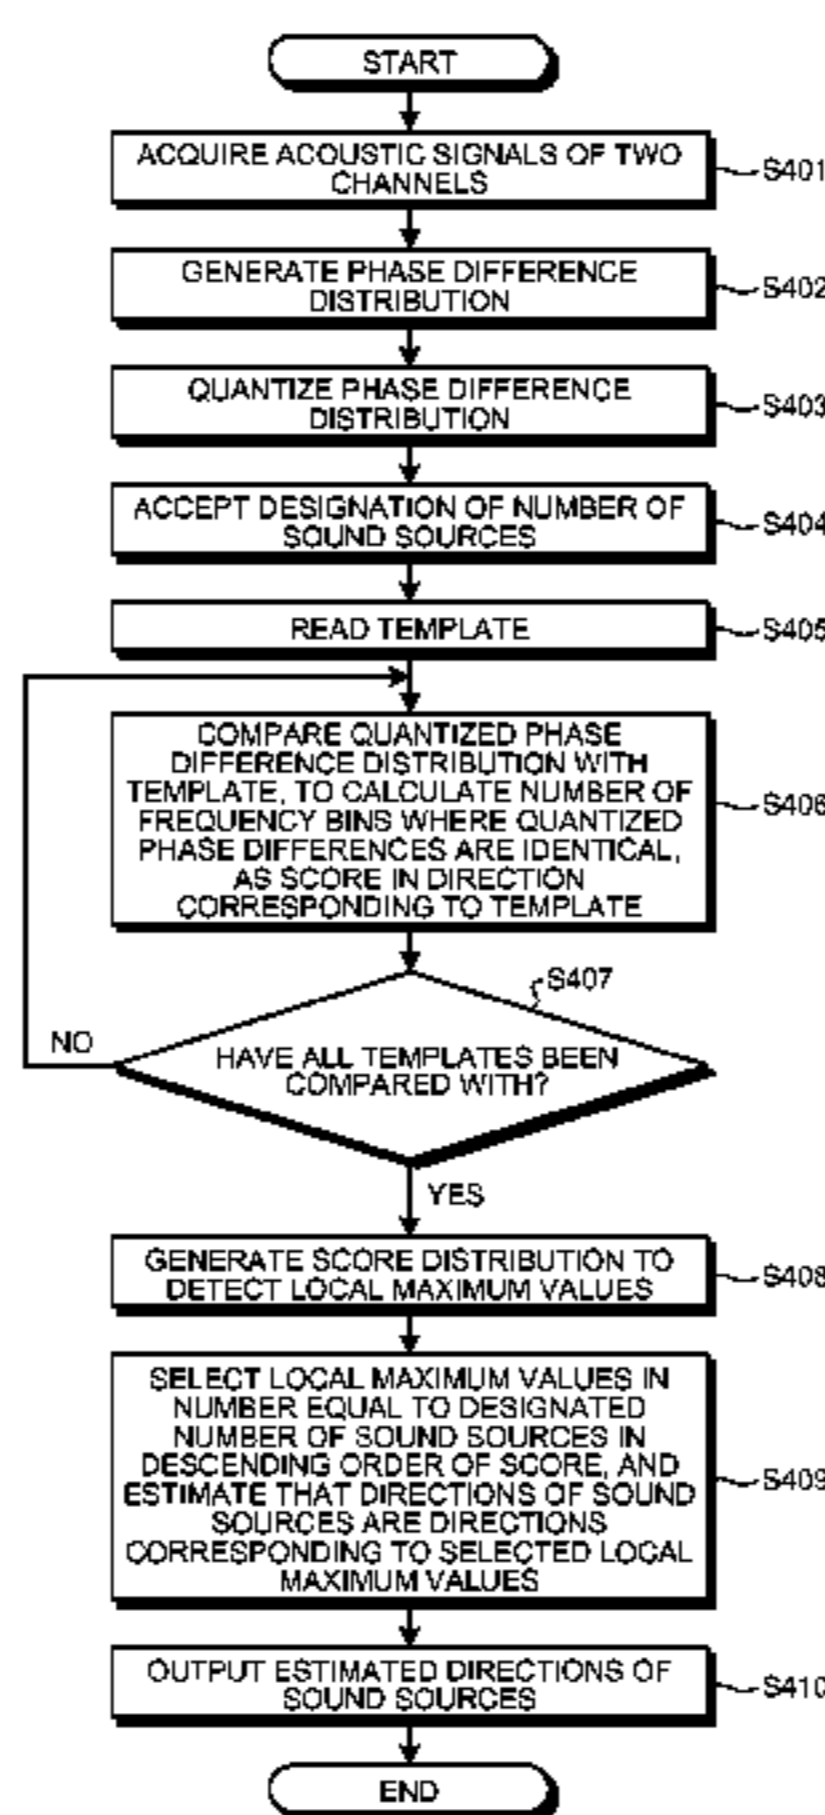 START
ACQUIRE ACOUSTIC SIGNALS OF TWO
CHANNELS
S401
GENERATE PHASE DIFFERENCE
DISTRIBUTION
S402
QUANTIZE PHASE DIFFERENCE
DISTRIBUTION
S403
ACCEPT DESIGNATION OF NUMBER OF
SOUND SOURCES
S404
READ TEMPLATE
S405
COMPARE QUANTIZED PHASE
DIFFERENCE DISTRIBUTION WITH
TEMPLATE, TO CALCULATE NUMBER OF
FREQUENCY BINS WHERE QUANTIZED
PHASE DIFFERENCES ARE IDENTICAL,
AS SCORE IN DIRECTION
CORRESPONDING TO TEMPLATE
S406
S407
NO
HAVE ALL TEMPLATES BEEN
COMPARED WITH?
YES
GENERATE SCORE DISTRIBUTION TO
DETECT LOCAL MAXIMUM VALUES
S408
SELECT LOCAL MAXIMUM VALUES IN
NUMBER EQUAL TO DESIGNATED
NUMBER OF SOUND SOURCES IN
DESCENDING ORDER OF SCORE, AND
ESTIMATE THAT DIRECTIONS OF SOUND
SOURCES ARE DIRECTIONS
CORRESPONDING TO SELECTED LOCAL
MAXIMUM VALUES
S409
OUTPUT ESTIMATED DIRECTIONS OF
SOUND SOURCES
S410
END